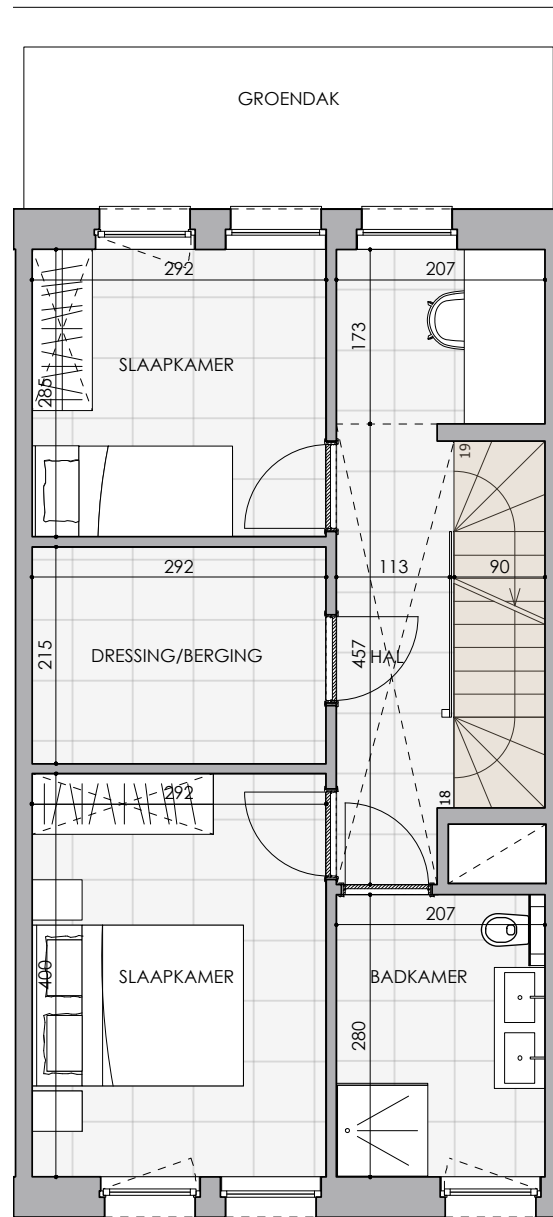 GROENDAK
292
207
173
SLAAPKAMER
285
19
292
113
90
215
DRESSING/BERGING
457
HAL
292
18
207
400
SLAAPKAMER
BADKAMER
280